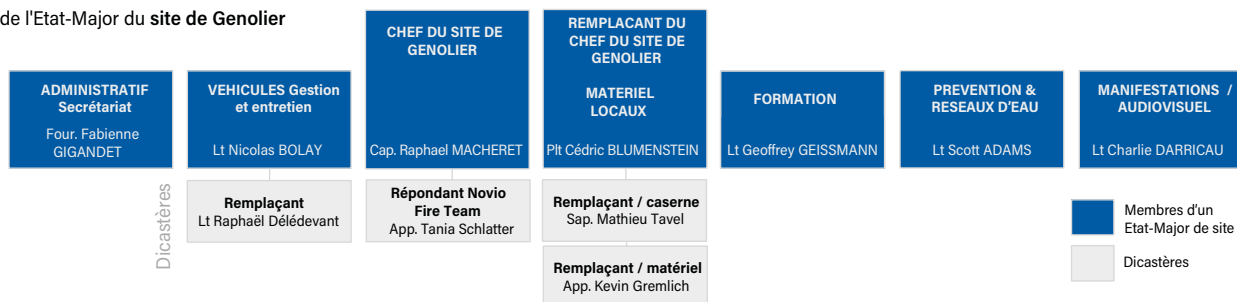 de l'Etat-Major du site de Genolier
ADMINISTRATIF
Secrétariat
Four. Fabienne
GIGANDET
VEHICULES Gestion
et entretien
Lt Nicolas BOLAY
CHEF DU SITE DE
GENOLIER
Cap. Raphael MACHERET
REMPLACANT DU
CHEF DU SITE DE
GENOLIER
MATERIEL
LOCAUX
Plt Cédric BLUMENSTEIN
FORMATION
Lt Geoffrey GEISSMANN
PREVENTION &
RESEAUX D'EAU
Lt Scott ADAMS
MANIFESTATIONS /
AUDIOVISUEL
Lt Charlie DARRICAU
Dicastères
Remplaçant
Lt Raphaël Délédevant
Répondant Novio
Fire Team
App. Tania Schlatter
Remplaçant / caserne
Sap. Mathieu Tavel
Remplaçant / matériel
App. Kevin Gremlich
Membres d'un
Etat-Major de site
Dicastères